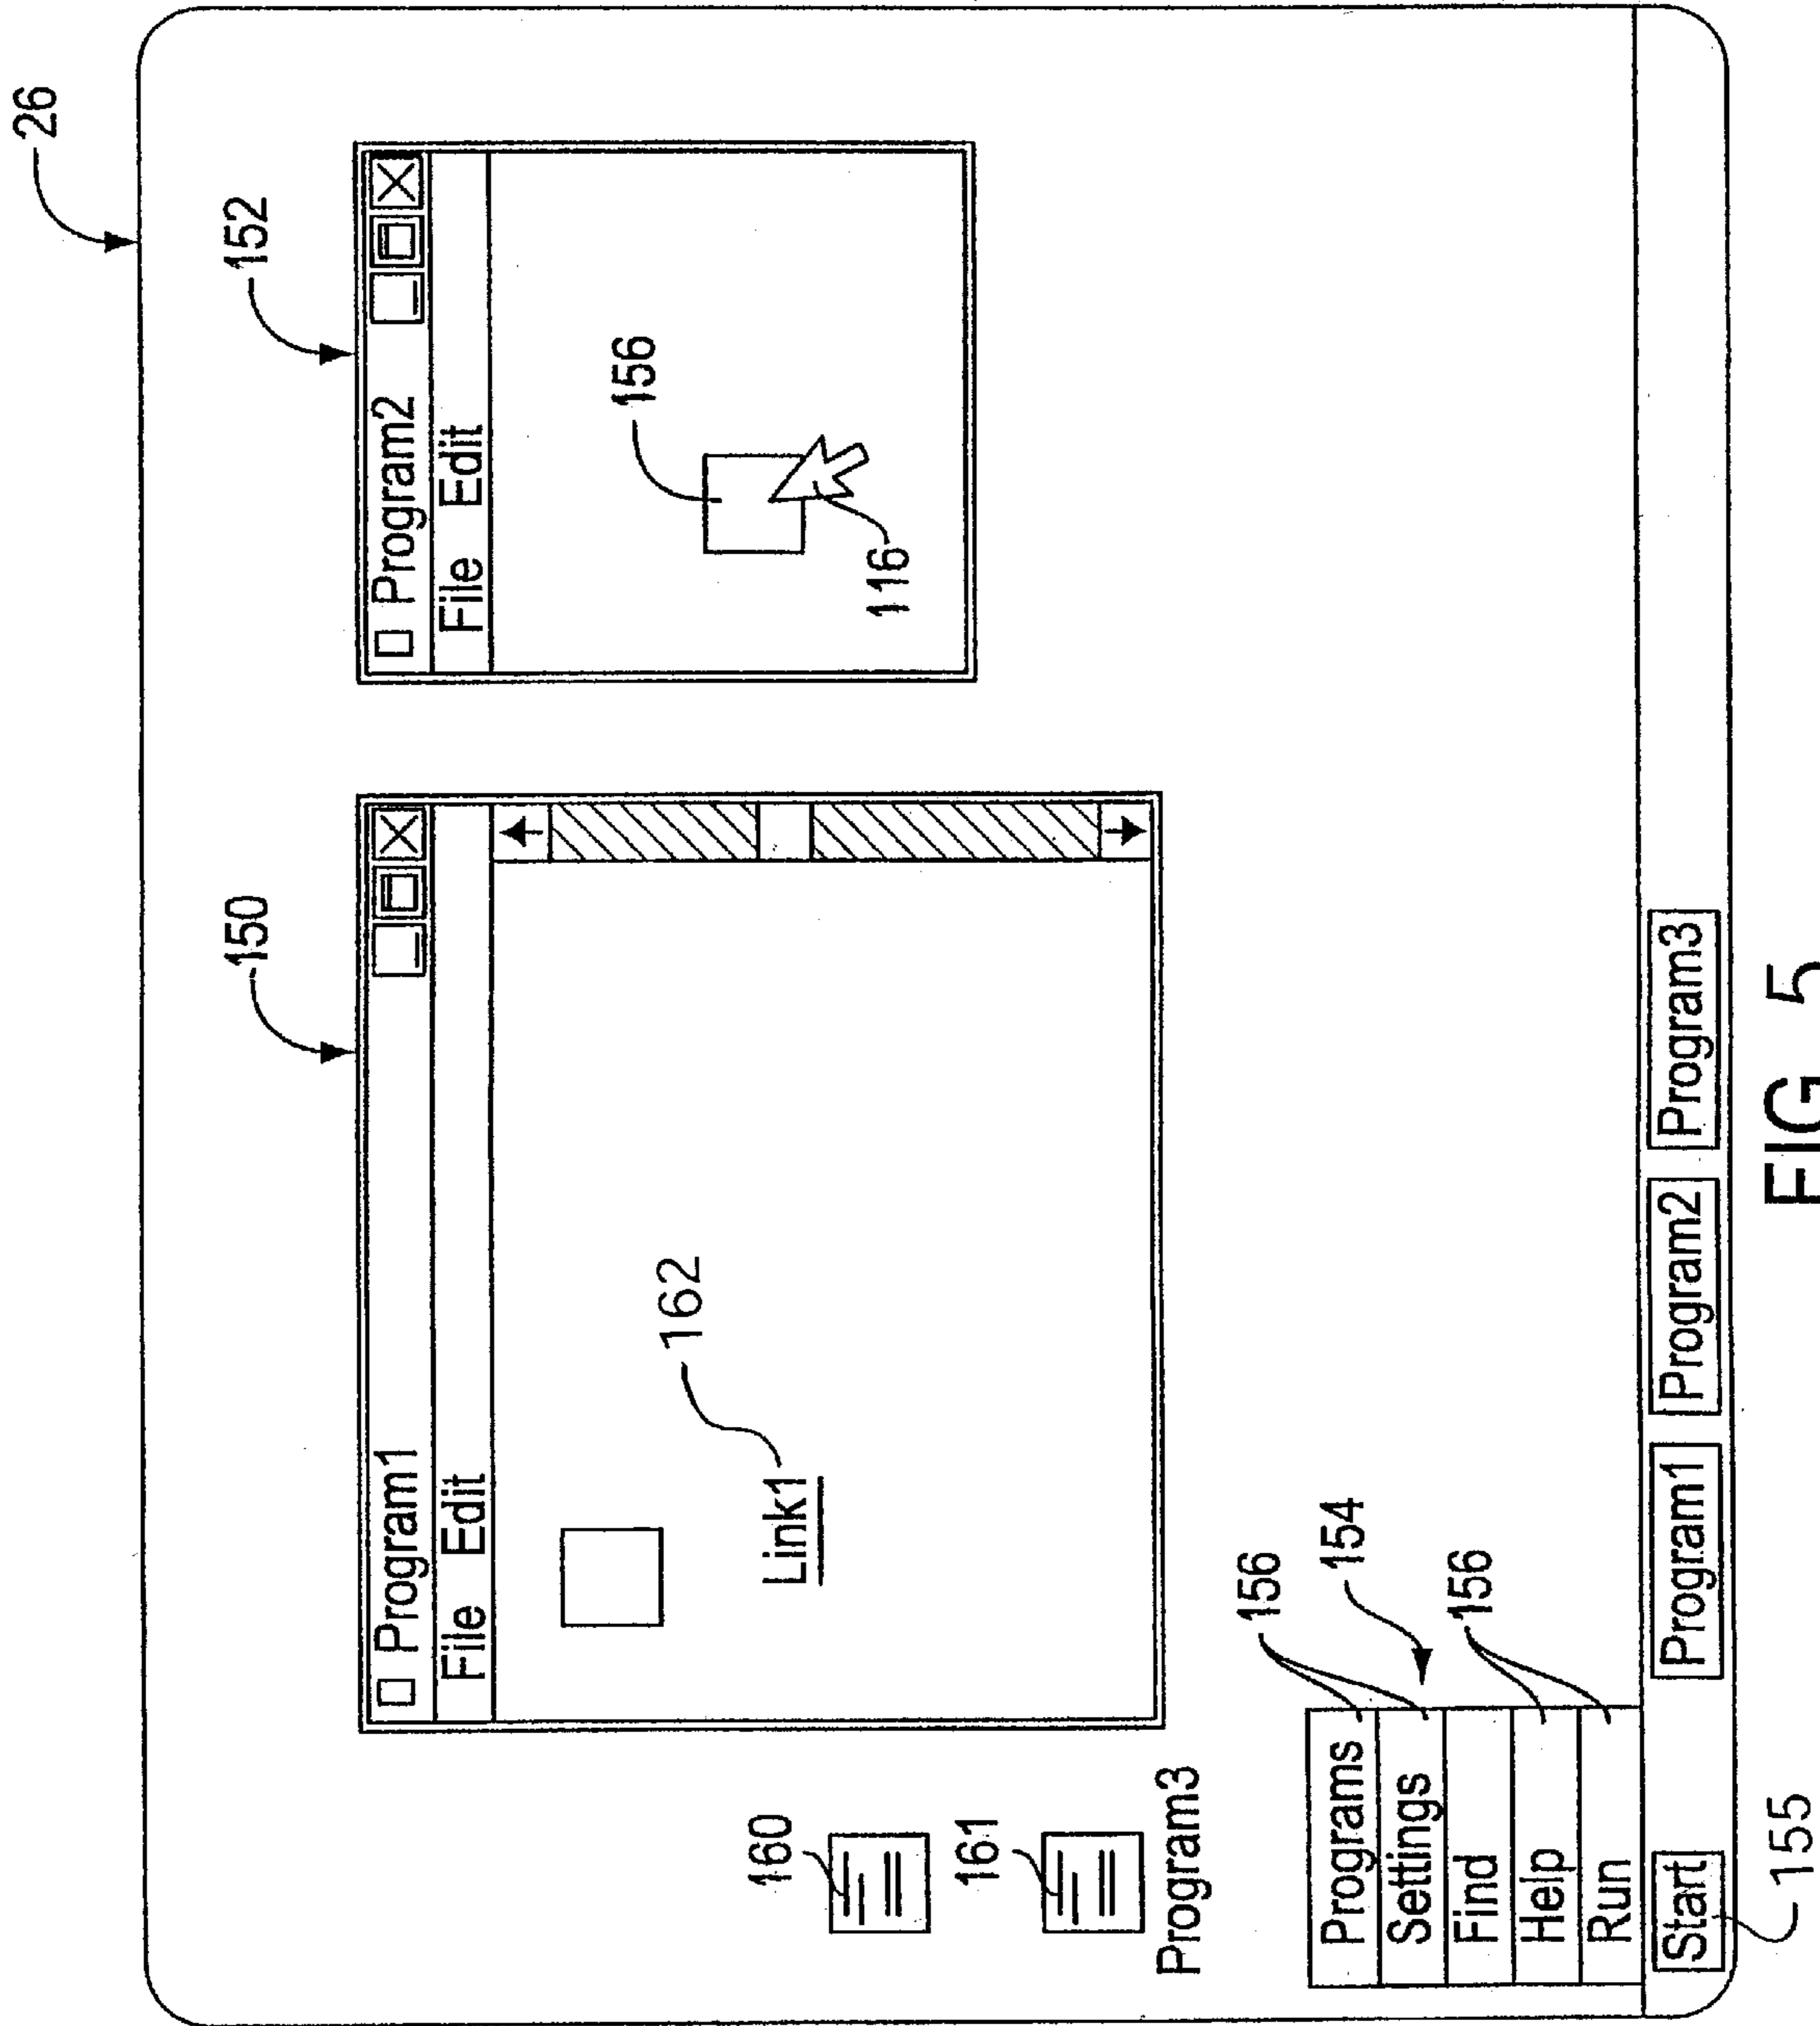 26
150
152
Program1
File Edit
Program2
File Edit
156
116
162
Link1
160
161
Program3
156
154
156
Programs
Settings
Find
Help
Run
Start
Program1
Program2
Program3
155
FIG. 5